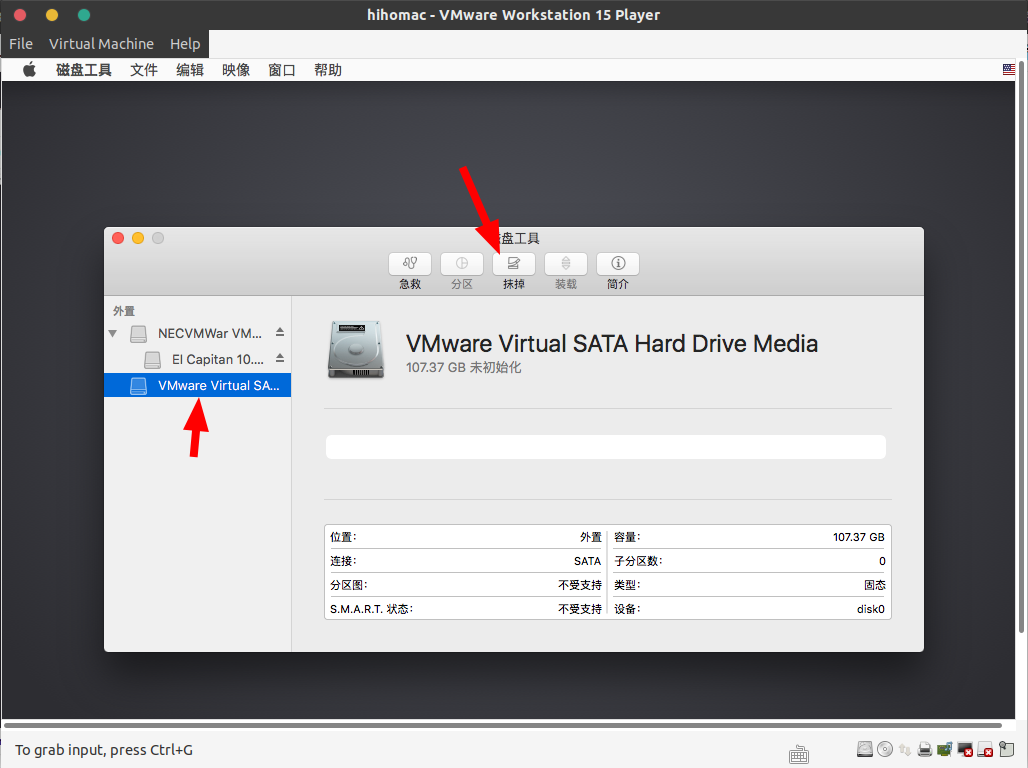 hihomac - VMware Workstation 15 Player
File Virtual Machine Help
磁盘工具 文件 编辑 映像 窗口 帮助
盘工具
急救 分区 抹掉 装载 简介
外置
NECVMWar VM...
El Capitan 10....
VMware Virtual SA...
VMware Virtual SATA Hard Drive Media
107.37 GB 未初始化
位置: 外置 容量: 107.37 GB
连接: SATA 子分区数: 0
分区图: 不受支持 类型: 固态
S.M.A.R.T. 状态: 不受支持 设备: disk0
To grab input, press Ctrl+G